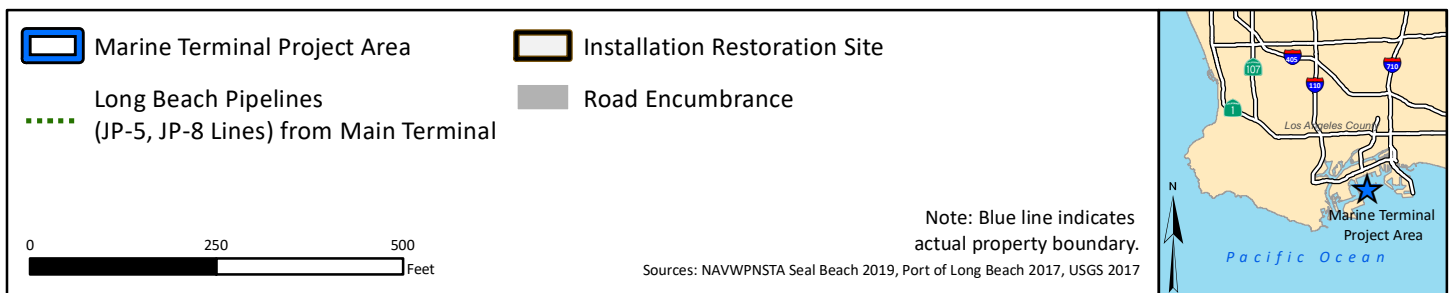 Marine Terminal Project Area
Long Beach Pipelines
(JP-5, JP-8 Lines) from Main Terminal
Installation Restoration Site
Road Encumbrance
0 250 500
Feet
Note: Blue line indicates
actual property boundary.
Sources: NAVWPNSTA Seal Beach 2019, Port of Long Beach 2017, USGS 2017
405
107
710
110
1
Los Angeles County
N
Marine Terminal
Project Area
Pacific Ocean